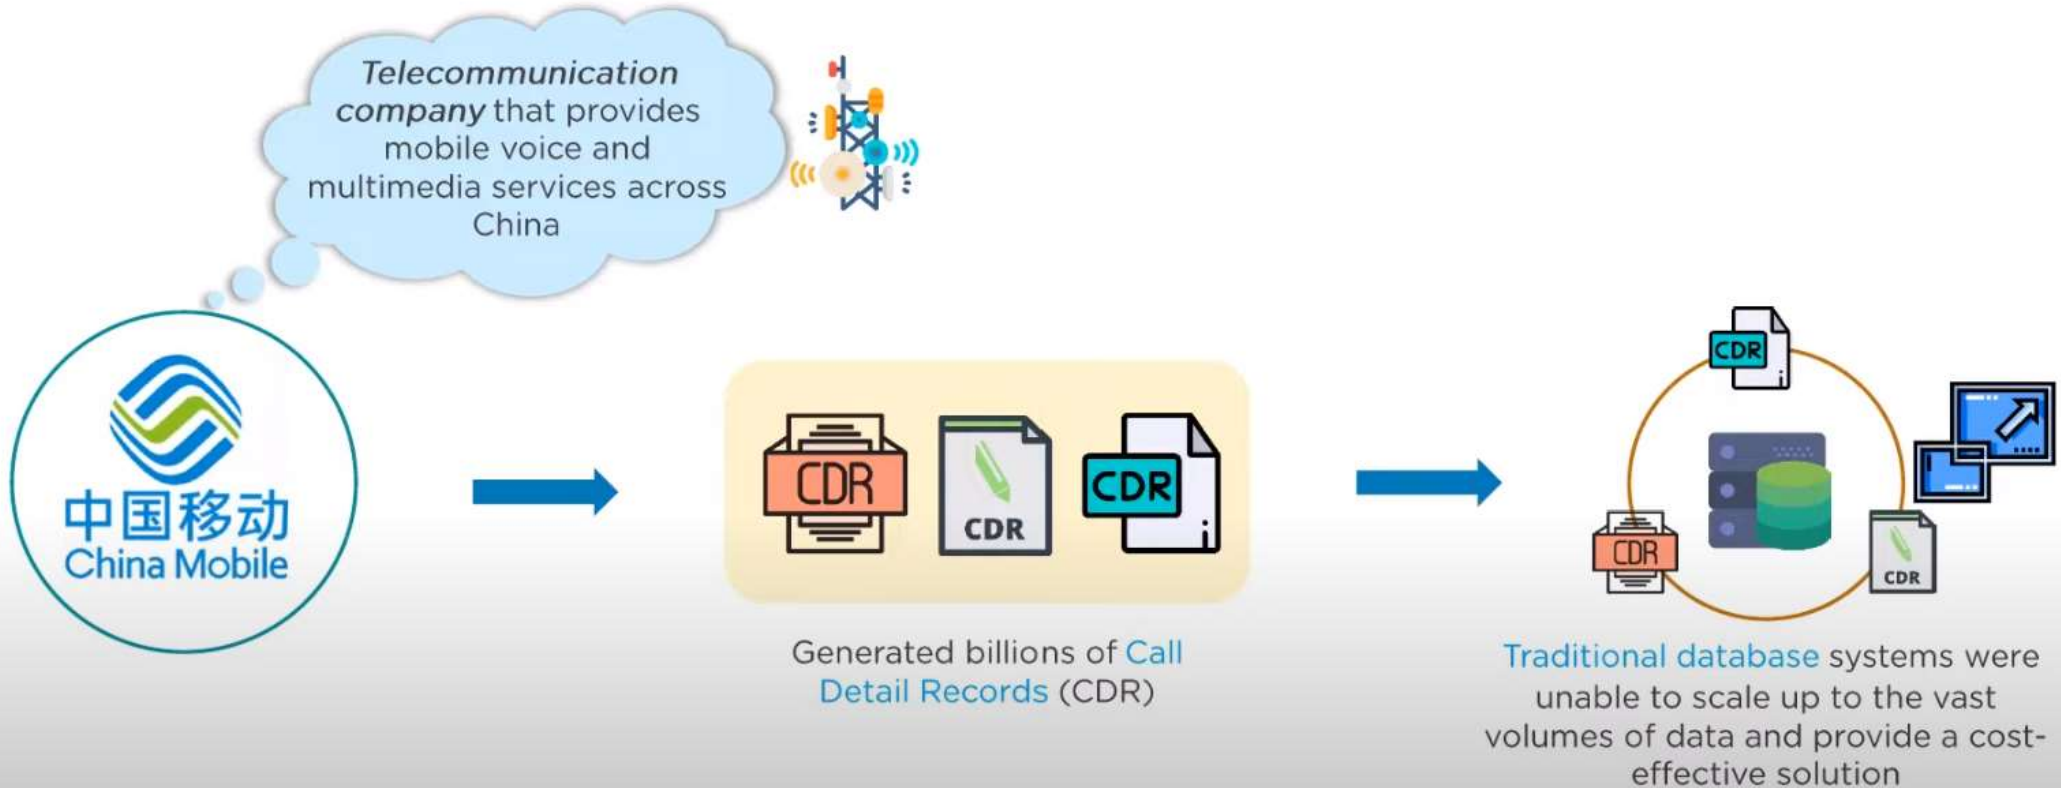 Telecommunication
company that provides
mobile voice and
multimedia services across
China
中国移动
China Mobile
CDR
CDR
CDR
Generated billions of Call
Detail Records (CDR)
CDR
CDR
CDR
Traditional database systems were
unable to scale up to the vast
volumes of data and provide a cost-
effective solution